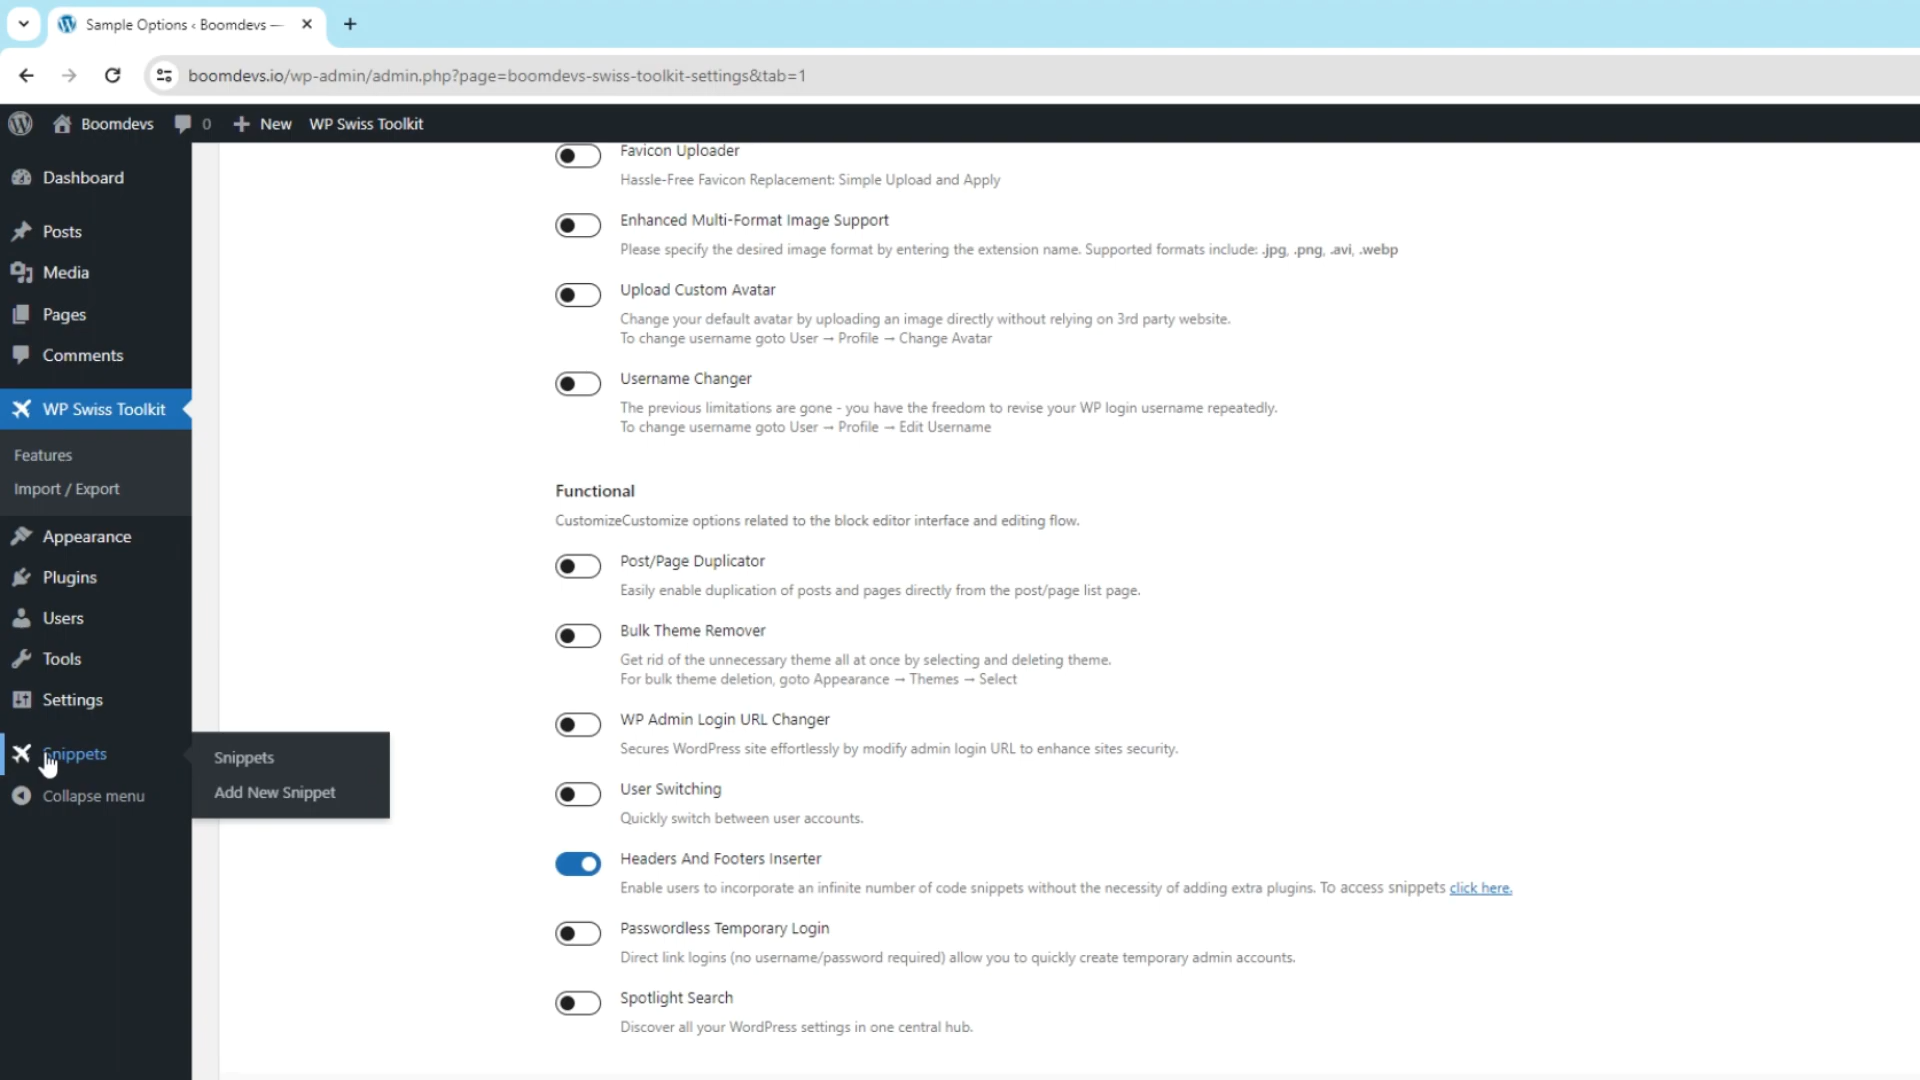 Sample Options ‹ Boomdevs —
boomdevs.io/wp-admin/admin.php?page=boomdevs-swiss-toolkit-settings&tab=1
Boomdevs 0 New WP Swiss Toolkit
Dashboard
Posts
Media
Pages
Comments
WP Swiss Toolkit
Features
Import / Export
Appearance
Plugins
Users
Tools
Settings
Snippets
Collapse menu
Snippets
Add New Snippet
Favicon Uploader
Hassle-Free Favicon Replacement: Simple Upload and Apply
Enhanced Multi-Format Image Support
Please specify the desired image format by entering the extension name. Supported formats include: .jpg, .png, .avi, .webp
Upload Custom Avatar
Change your default avatar by uploading an image directly without relying on 3rd party website.
To change username goto User → Profile → Change Avatar
Username Changer
The previous limitations are gone - you have the freedom to revise your WP login username repeatedly.
To change username goto User → Profile → Edit Username
Functional
CustomizeCustomize options related to the block editor interface and editing flow.
Post/Page Duplicator
Easily enable duplication of posts and pages directly from the post/page list page.
Bulk Theme Remover
Get rid of the unnecessary theme all at once by selecting and deleting theme.
For bulk theme deletion, goto Appearance → Themes → Select
WP Admin Login URL Changer
Secures WordPress site effortlessly by modify admin login URL to enhance sites security.
User Switching
Quickly switch between user accounts.
Headers And Footers Inserter
Enable users to incorporate an infinite number of code snippets without the necessity of adding extra plugins. To access snippets click here.
Passwordless Temporary Login
Direct link logins (no username/password required) allow you to quickly create temporary admin accounts.
Spotlight Search
Discover all your WordPress settings in one central hub.